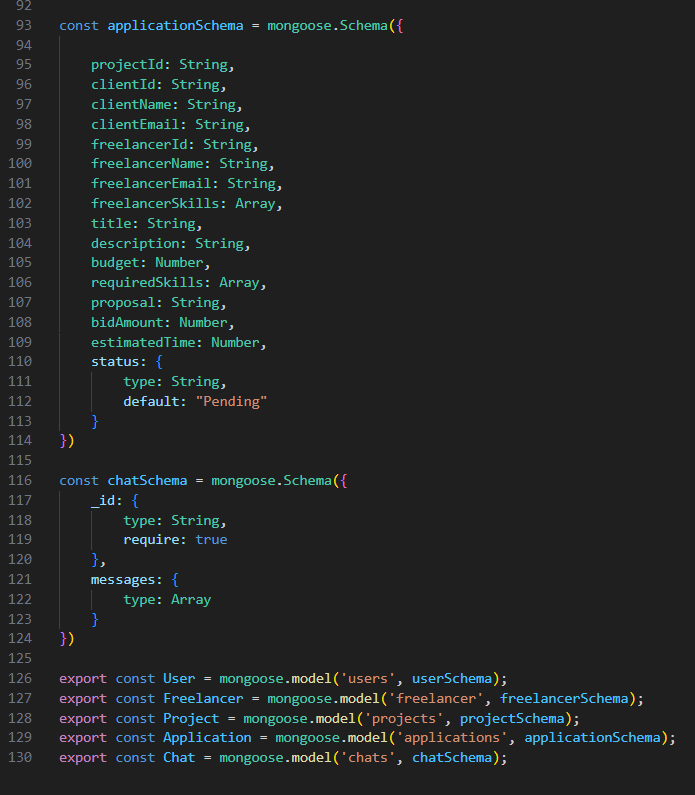 92
93 const applicationSchema = mongoose.Schema({
94
95     projectId: String,
96     clientId: String,
97     clientName: String,
98     clientEmail: String,
99     freelancerId: String,
100     freelancerName: String,
101     freelancerEmail: String,
102     freelancerSkills: Array,
103     title: String,
104     description: String,
105     budget: Number,
106     requiredSkills: Array,
107     proposal: String,
108     bidAmount: Number,
109     estimatedTime: Number,
110     status: {
111         type: String,
112         default: "Pending"
113     }
114 })
115
116 const chatSchema = mongoose.Schema({
117     _id: {
118         type: String,
119         require: true
120     },
121     messages: {
122         type: Array
123     }
124 })
125
126 export const User = mongoose.model('users', userSchema);
127 export const Freelancer = mongoose.model('freelancer', freelancerSchema);
128 export const Project = mongoose.model('projects', projectSchema);
129 export const Application = mongoose.model('applications', applicationSchema);
130 export const Chat = mongoose.model('chats', chatSchema);